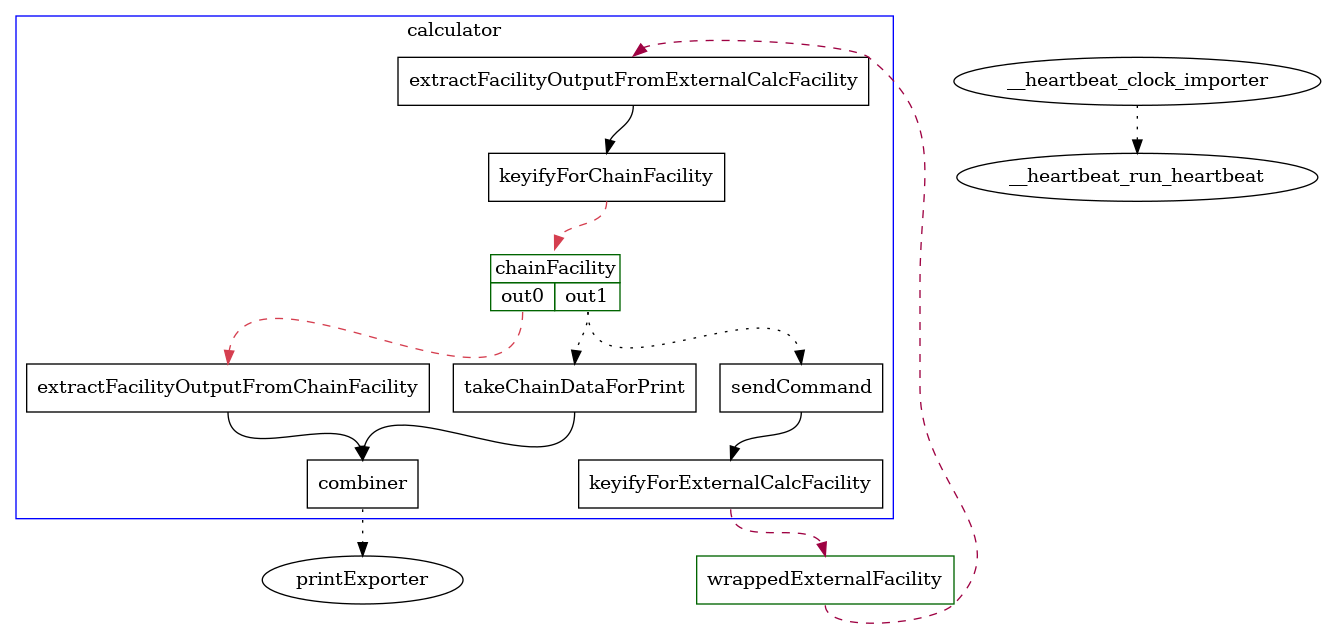 calculator
extractFacilityOutputFromExternalCalcFacility
__heartbeat_clock_importer
keyifyForChainFacility
__heartbeat_run_heartbeat
chainFacility
out0 out1
extractFacilityOutputFromChainFacility
takeChainDataForPrint
sendCommand
combiner
keyifyForExternalCalcFacility
printExporter
wrappedExternalFacility